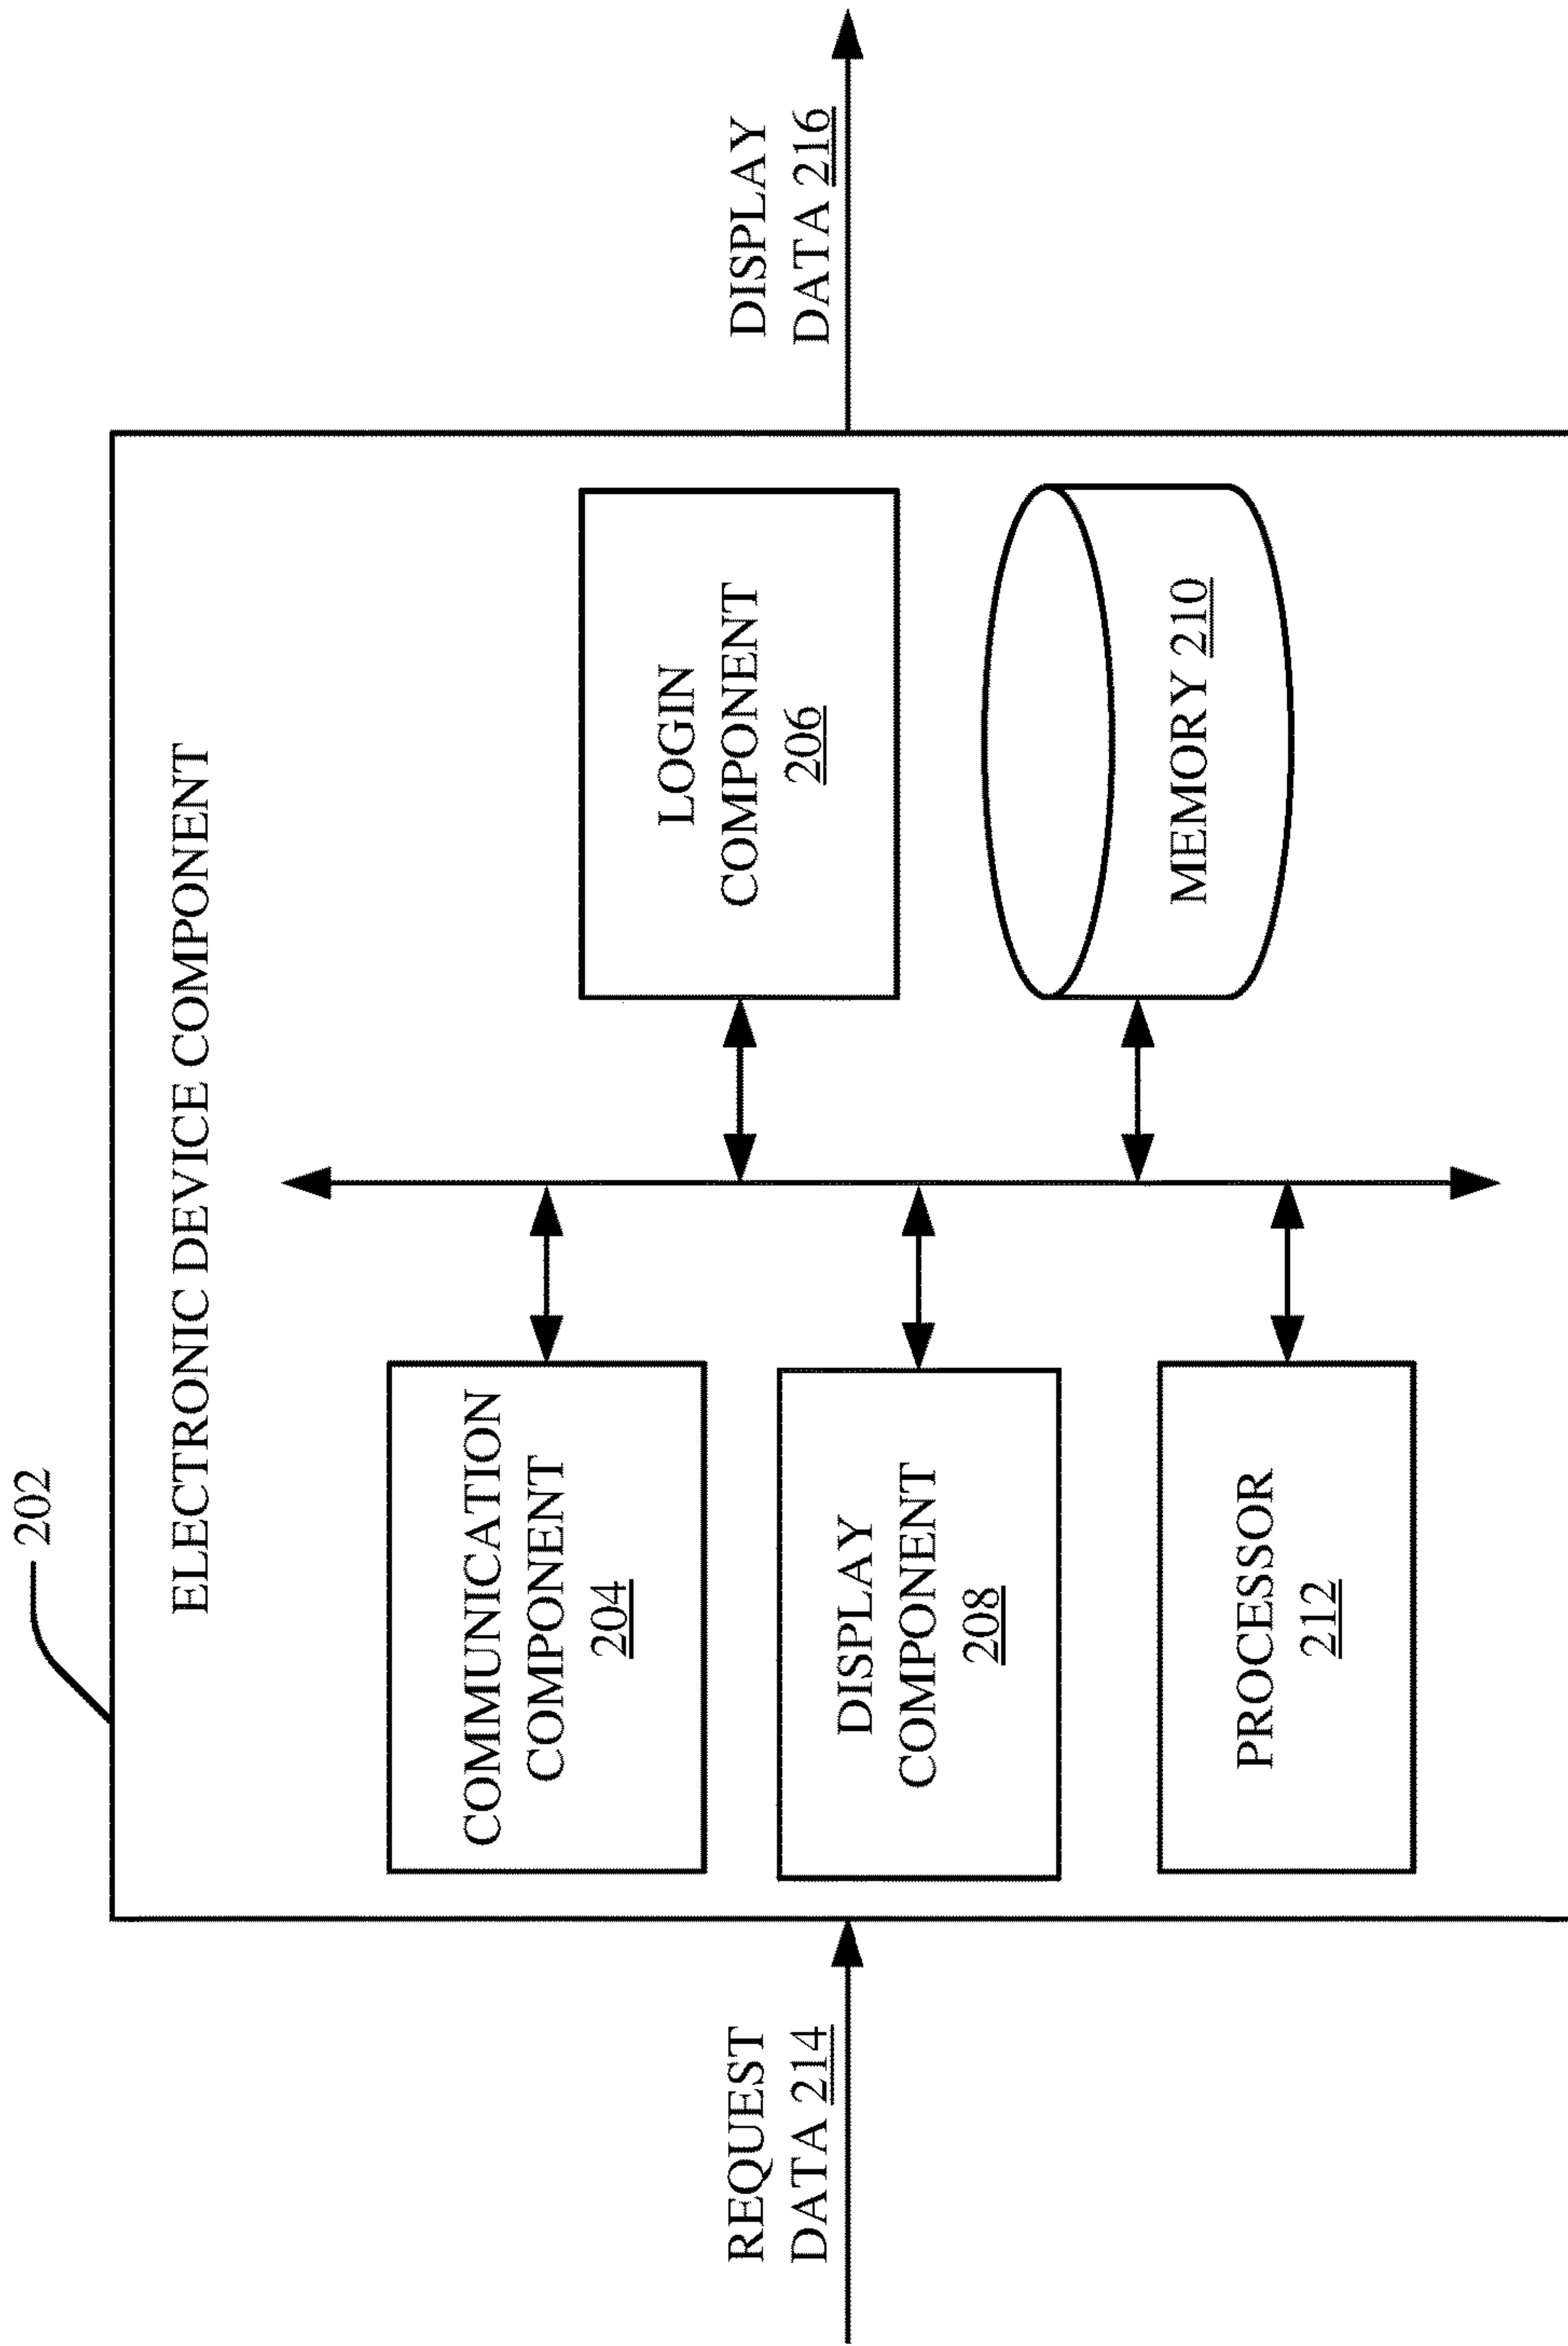 202
ELECTRONIC DEVICE COMPONENT
COMMUNICATION
COMPONENT
204
LOGIN
COMPONENT
206
REQUEST
DATA 214
DISPLAY
COMPONENT
208
DISPLAY
DATA 216
MEMORY 210
PROCESSOR
212